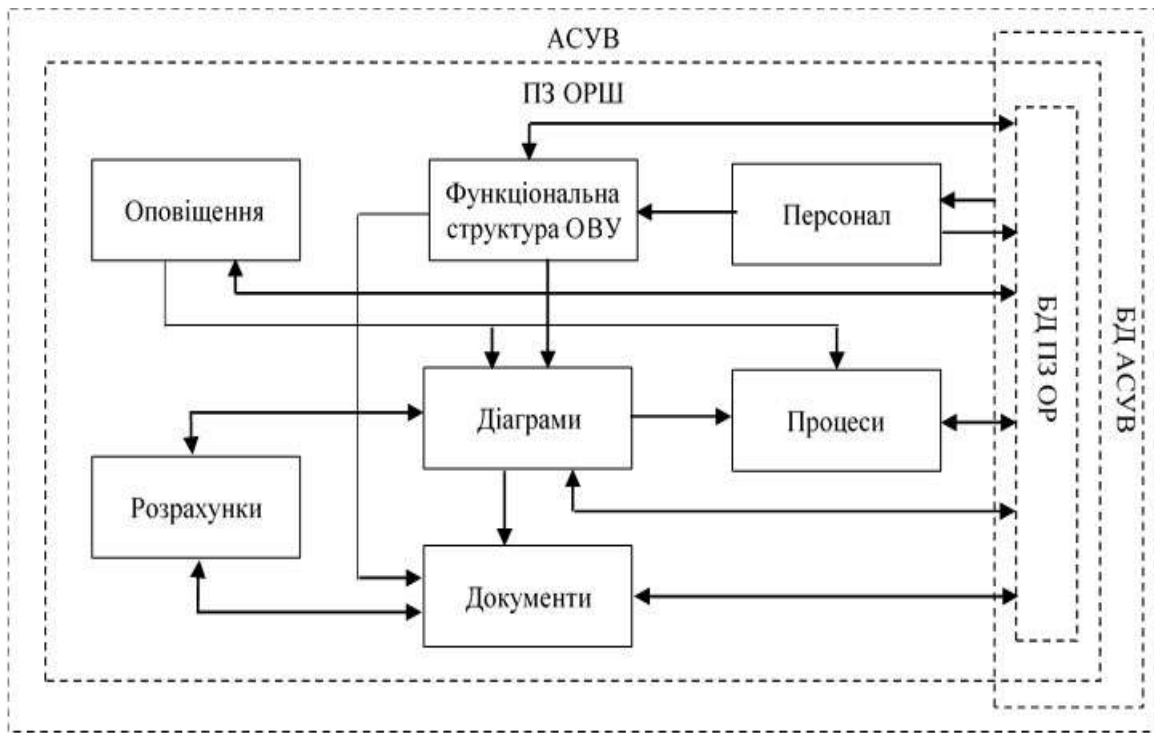 АСУВ
ПЗ ОРШ
Оповіщення
Функціональна
структура ОВУ
Персонал
БД ПЗ ОР
БД АСУВ
Діаграми
Процеси
Розрахунки
Документи